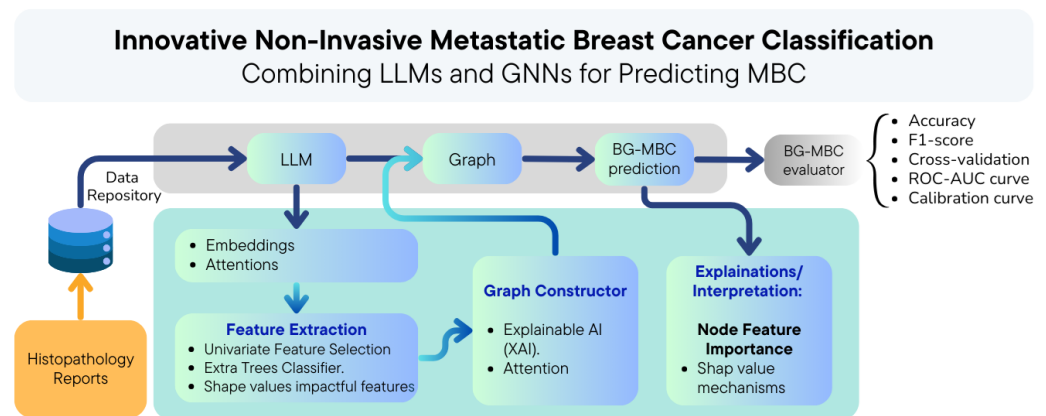 Innovative Non-Invasive Metastatic Breast Cancer Classification
Combining LLMs and GNNs for Predicting MBC
Data
Repository
LLM
Graph
BG-MBC
prediction
BG-MBC
evaluator
• Accuracy
• F1-score
• Cross-validation
• ROC-AUC curve
• Calibration curve
• Embeddings
• Attentions
Feature Extraction
• Univariate Feature Selection
• Extra Trees Classifier.
• Shape values impactful features
Graph Constructor
• Explainable AI
(XAI).
• Attention
Explainations/
Interpretation:
Node Feature
Importance
• Shap value
mechanisms
Histopathology
Reports